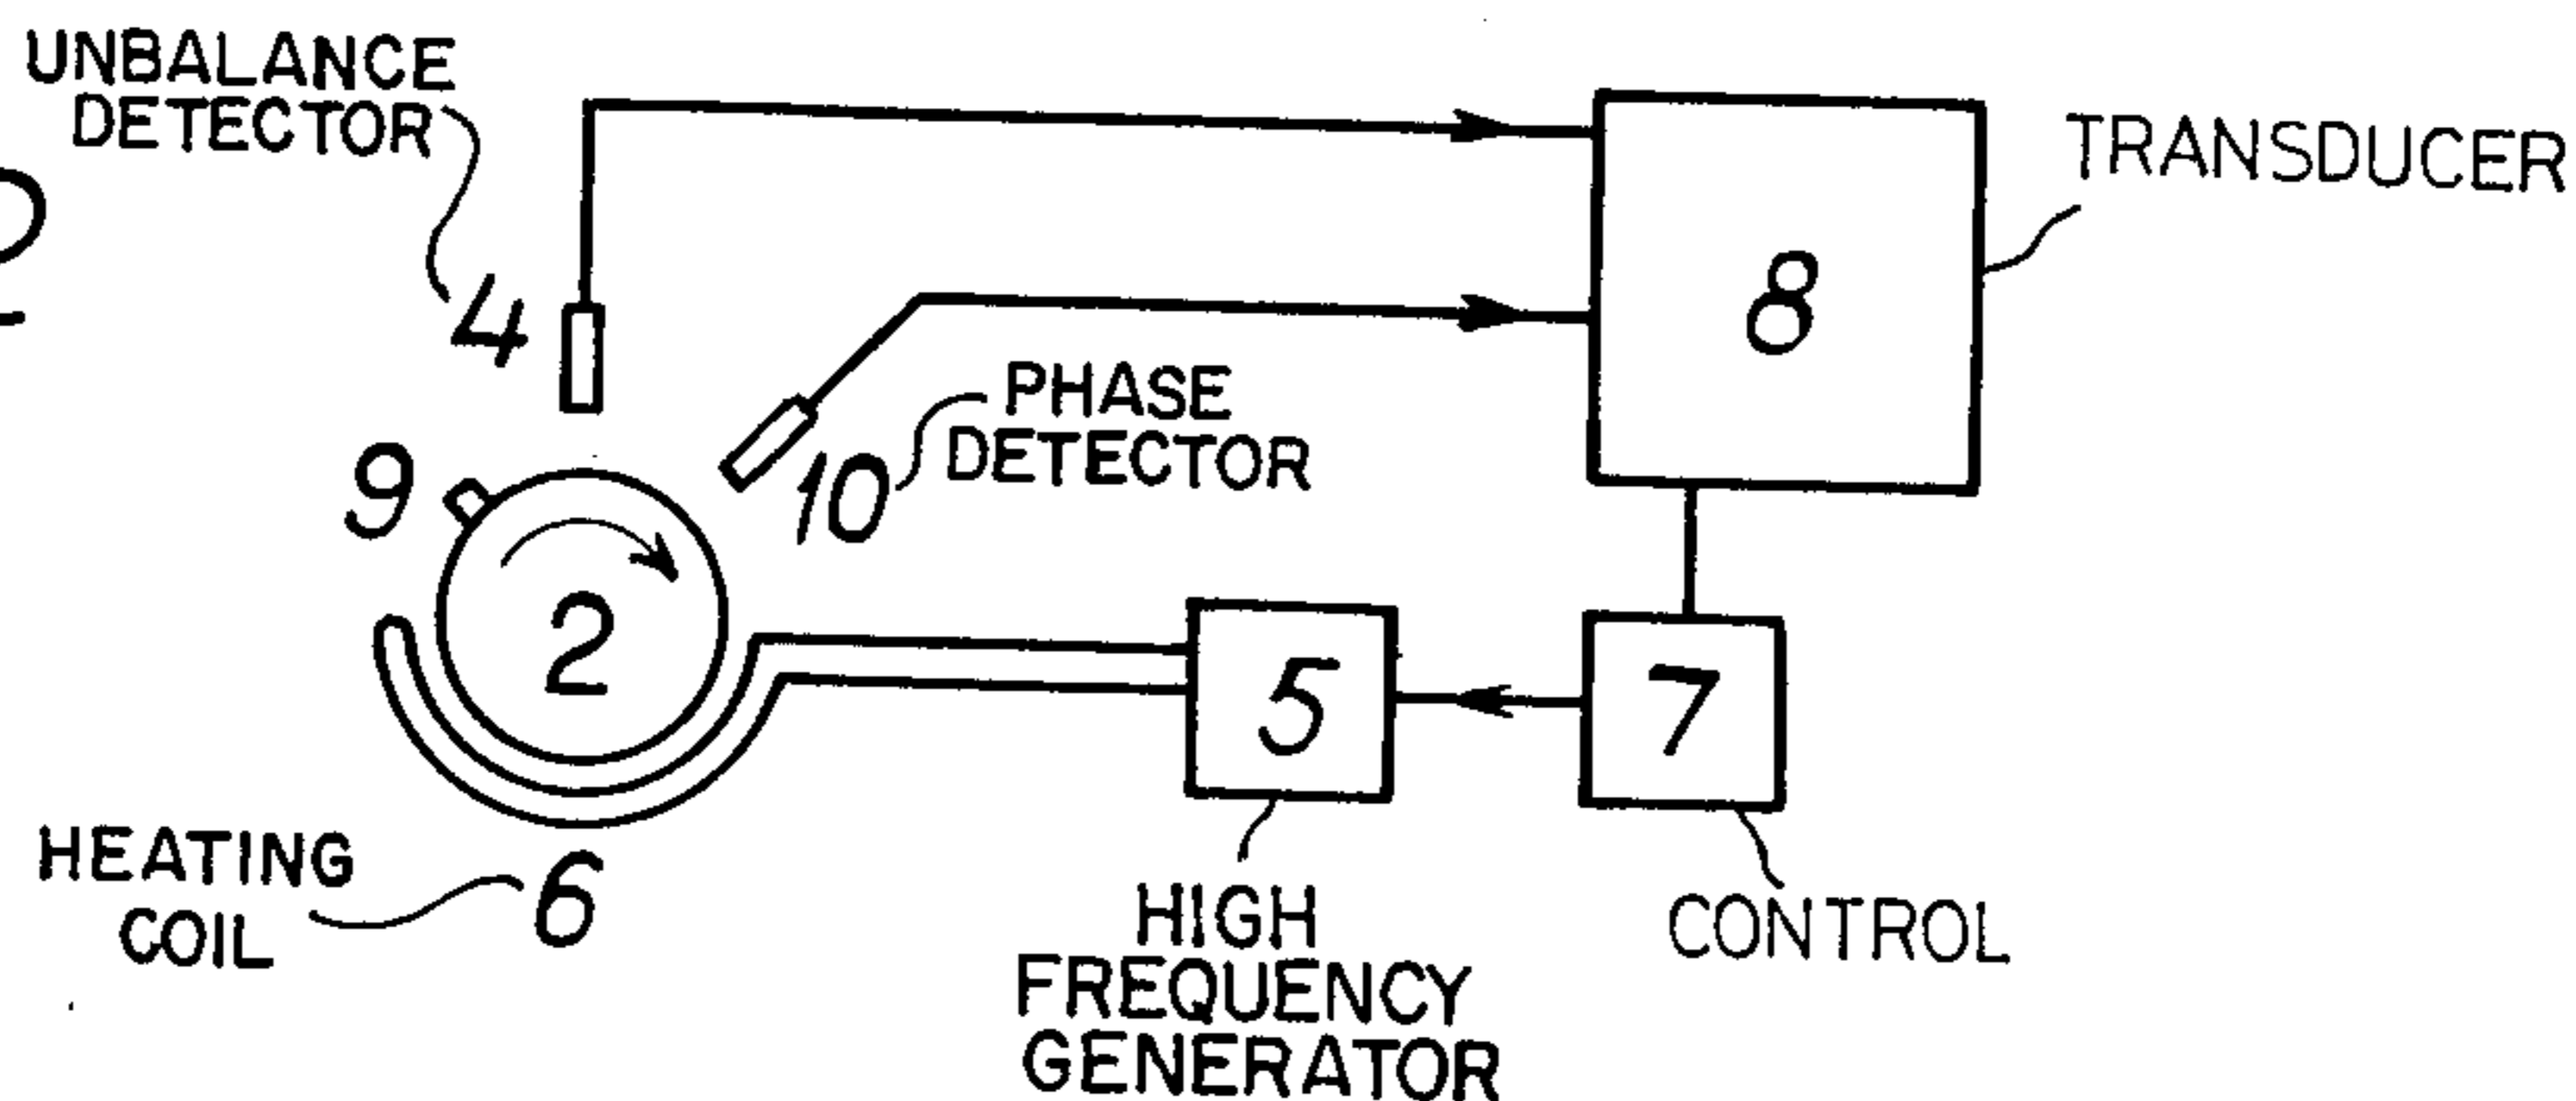 UNBALANCE
DETECTOR
2
TRANSDUCER
4
8
PHASE
DETECTOR
9
10
2
5
7
HEATING
COIL
6
HIGH
FREQUENCY
GENERATOR
CONTROL